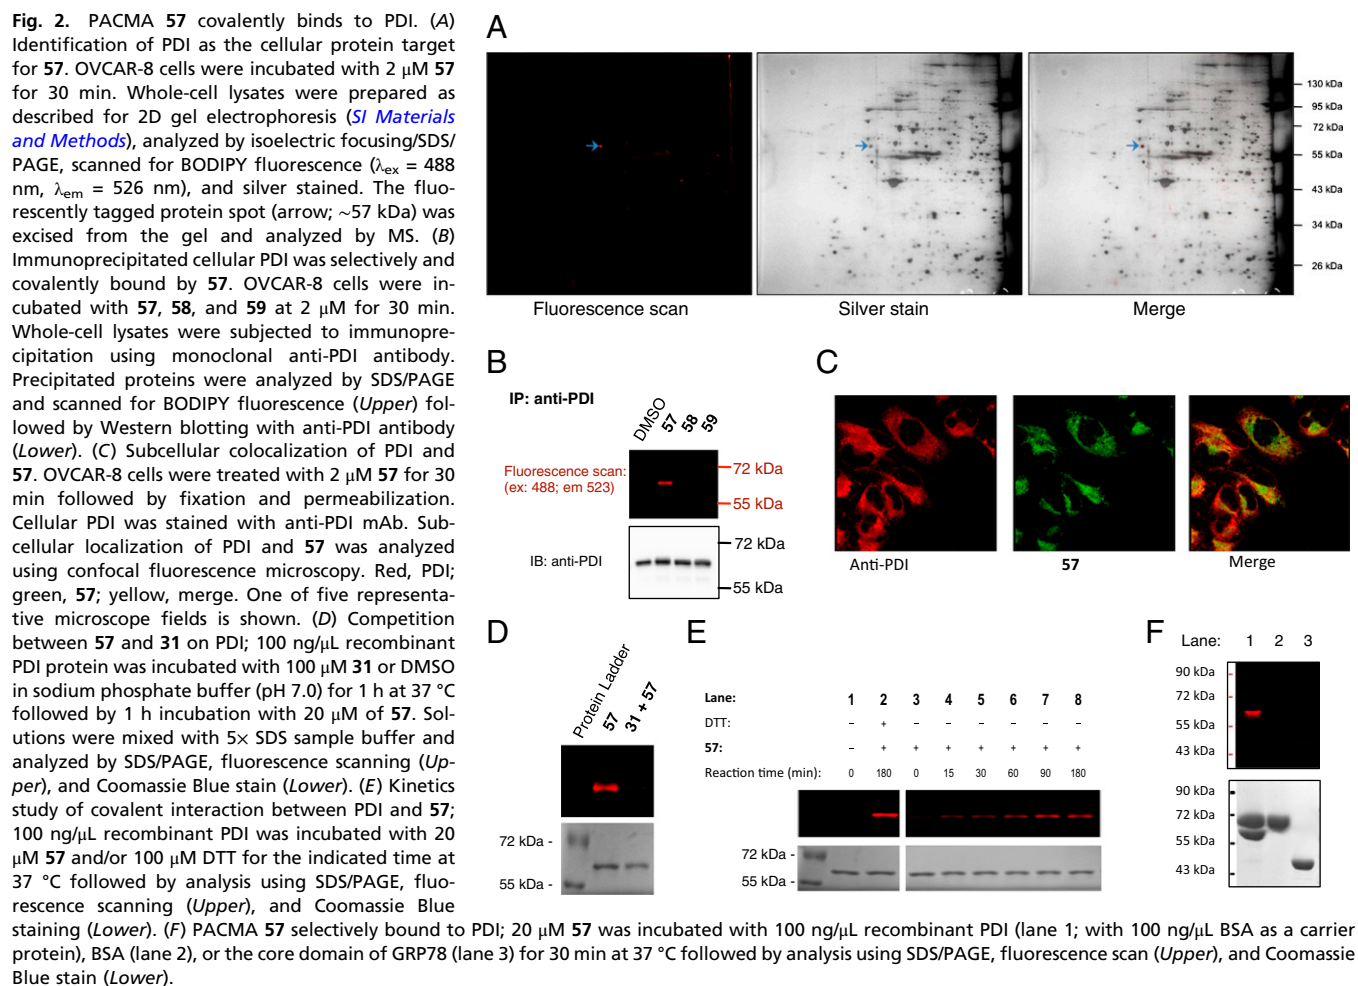 Fig. 2. PACMA 57 covalently binds to PDI. (A)
Identification of PDI as the cellular protein target
for 57. OVCAR-8 cells were incubated with 2 μM 57
for 30 min. Whole-cell lysates were prepared as
described for 2D gel electrophoresis (SI Materials
and Methods), analyzed by isoelectric focusing/SDS/
PAGE, scanned for BODIPY fluorescence (λex = 488
nm, λem = 526 nm), and silver stained. The fluo-
rescently tagged protein spot (arrow; ∼57 kDa) was
excised from the gel and analyzed by MS. (B)
Immunoprecipitated cellular PDI was selectively and
covalently bound by 57. OVCAR-8 cells were in-
cubated with 57, 58, and 59 at 2 μM for 30 min.
Whole-cell lysates were subjected to immunopre-
cipitation using monoclonal anti-PDI antibody.
Precipitated proteins were analyzed by SDS/PAGE
and scanned for BODIPY fluorescence (Upper) fol-
lowed by Western blotting with anti-PDI antibody
(Lower). (C) Subcellular colocalization of PDI and
57. OVCAR-8 cells were treated with 2 μM 57 for 30
min followed by fixation and permeabilization.
Cellular PDI was stained with anti-PDI mAb. Sub-
cellular localization of PDI and 57 was analyzed
using confocal fluorescence microscopy. Red, PDI;
green, 57; yellow, merge. One of five representa-
tive microscope fields is shown. (D) Competition
between 57 and 31 on PDI; 100 ng/μL recombinant
PDI protein was incubated with 100 μM 31 or DMSO
in sodium phosphate buffer (pH 7.0) for 1 h at 37 °C
followed by 1 h incubation with 20 μM of 57. Sol-
utions were mixed with 5× SDS sample buffer and
analyzed by SDS/PAGE, fluorescence scanning (Up-
per), and Coomassie Blue stain (Lower). (E) Kinetics
study of covalent interaction between PDI and 57;
100 ng/μL recombinant PDI was incubated with 20
μM 57 and/or 100 μM DTT for the indicated time at
37 °C followed by analysis using SDS/PAGE, fluo-
rescence scanning (Upper), and Coomassie Blue
staining (Lower). (F) PACMA 57 selectively bound to PDI; 20 μM 57 was incubated with 100 ng/μL recombinant PDI (lane 1; with 100 ng/μL BSA as a carrier
protein), BSA (lane 2), or the core domain of GRP78 (lane 3) for 30 min at 37 °C followed by analysis using SDS/PAGE, fluorescence scan (Upper), and Coomassie
Blue stain (Lower).
A
130 kDa
95 kDa
72 kDa
55 kDa
43 kDa
34 kDa
26 kDa
Fluorescence scan Silver stain Merge
B
IP: anti-PDI
DMSO 57 58 59
Fluorescence scan:
(ex: 488; em 523)
72 kDa
55 kDa
IB: anti-PDI
72 kDa
55 kDa
C
Anti-PDI 57 Merge
D
Protein Ladder 57 31 + 57
72 kDa -
55 kDa -
E
Lane: 1 2 3 4 5 6 7 8
DTT: – + – – – – – –
57: – + + + + + + +
Reaction time (min): 0 180 0 15 30 60 90 180
72 kDa -
55 kDa -
F
Lane: 1 2 3
90 kDa
72 kDa
55 kDa
43 kDa
90 kDa
72 kDa
55 kDa
43 kDa